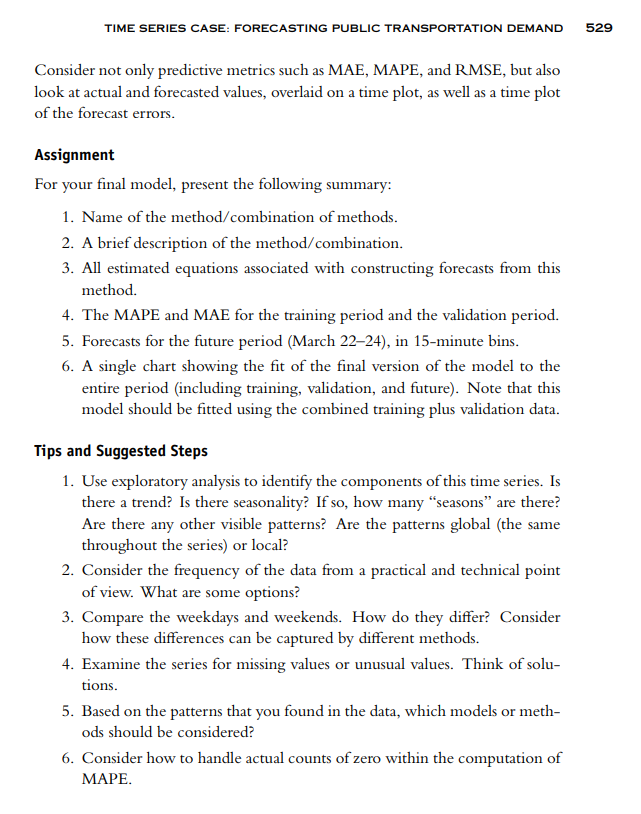 TIME SERIES CASE: FORECASTING PUBLIC TRANSPORTATION DEMAND 529
Consider not only predictive metrics such as MAE, MAPE, and RMSE, but also
look at actual and forecasted values, overlaid on a time plot, as well as a time plot
of the forecast errors.
Assignment
For your final model, present the following summary:
1. Name of the method/combination of methods.
2. A brief description of the method/combination.
3. All estimated equations associated with constructing forecasts from this
method.
4. The MAPE and MAE for the training period and the validation period.
5. Forecasts for the future period (March 22–24), in 15-minute bins.
6. A single chart showing the fit of the final version of the model to the
entire period (including training, validation, and future). Note that this
model should be fitted using the combined training plus validation data.
Tips and Suggested Steps
1. Use exploratory analysis to identify the components of this time series. Is
there a trend? Is there seasonality? If so, how many “seasons” are there?
Are there any other visible patterns? Are the patterns global (the same
throughout the series) or local?
2. Consider the frequency of the data from a practical and technical point
of view. What are some options?
3. Compare the weekdays and weekends. How do they differ? Consider
how these differences can be captured by different methods.
4. Examine the series for missing values or unusual values. Think of solu-
tions.
5. Based on the patterns that you found in the data, which models or meth-
ods should be considered?
6. Consider how to handle actual counts of zero within the computation of
MAPE.